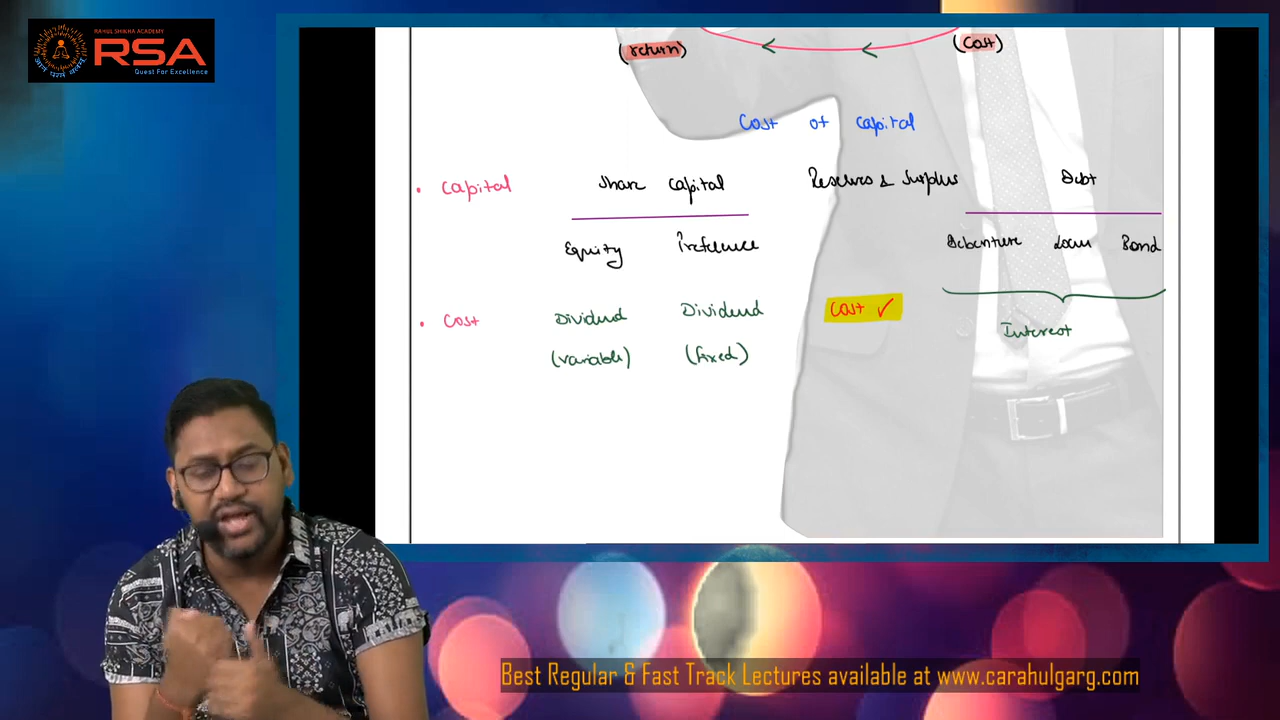 RAHUL SHIKHA ACADEMY
RSA
Quest For Excellence
(return)
(Cost)
Cost of capital
• Capital Share Capital Reserves & Surplus Debt
Equity Preference Debenture Loan Bond
• Cost Dividend Dividend Cost ✓ Interest
(variable) (fixed)
Best Regular & Fast Track Lectures available at www.carahulgarg.com